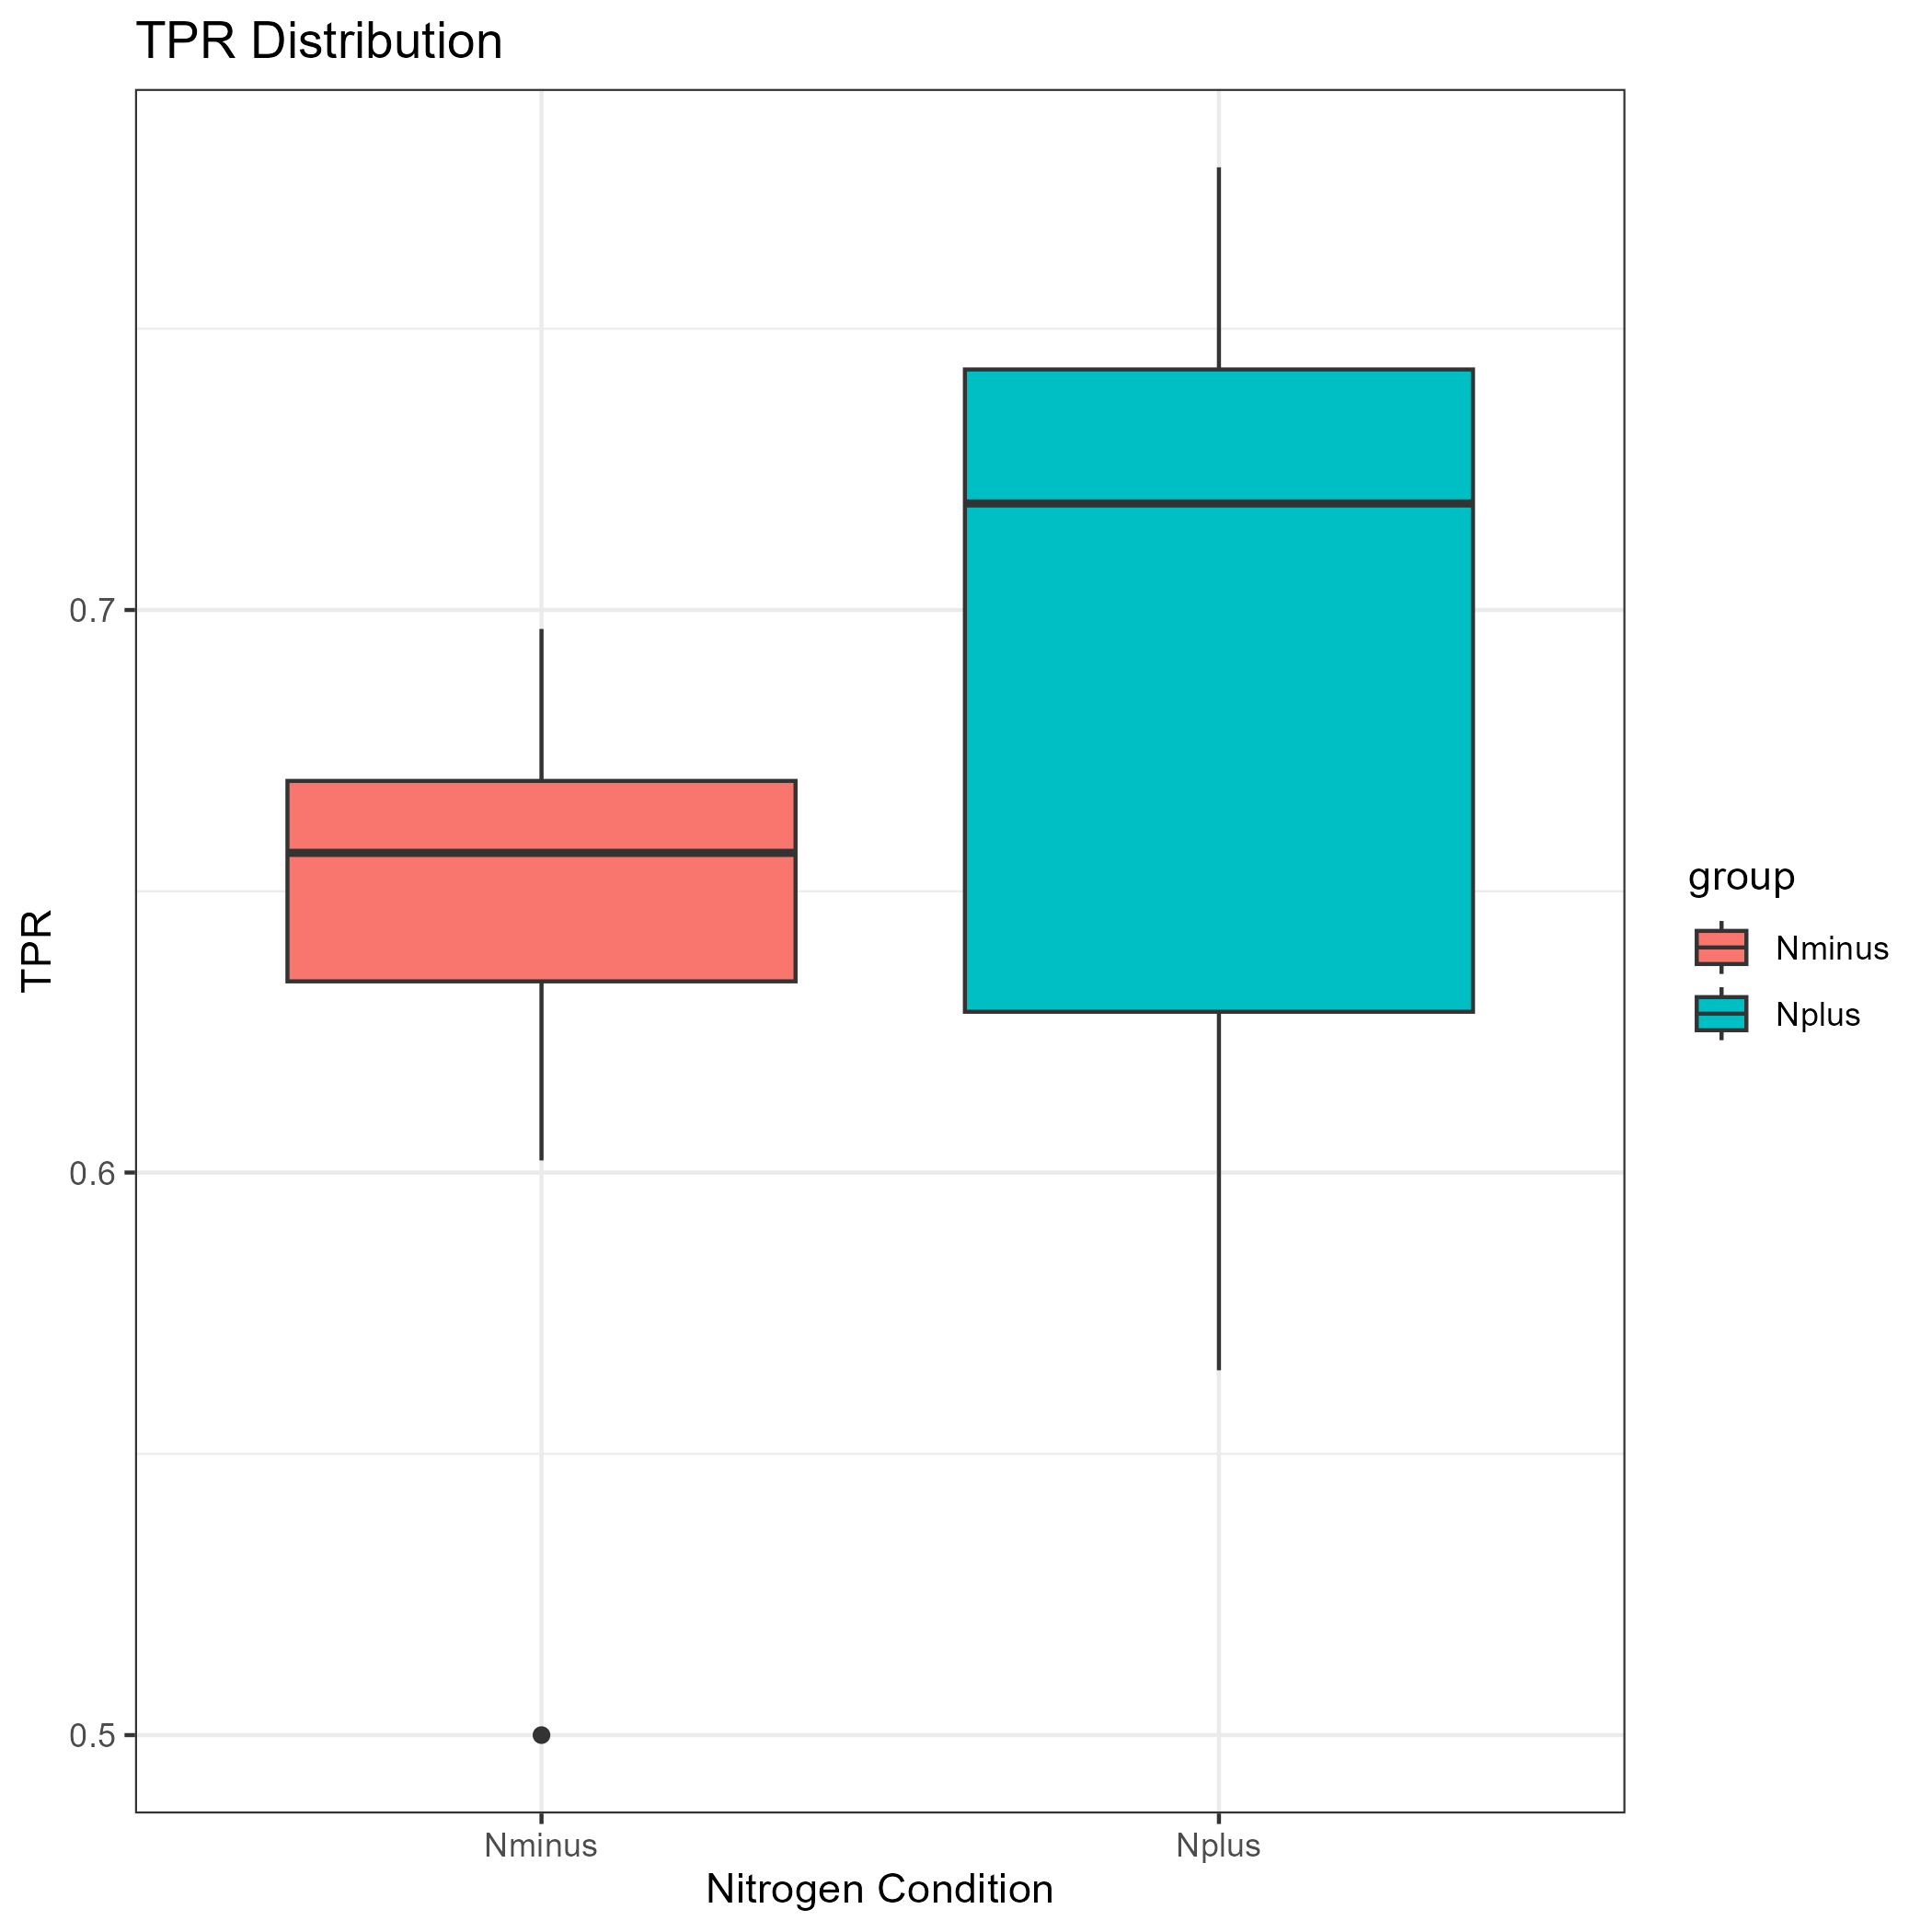 TPR Distribution
TPR
0.7
0.6
0.5
Nminus
Nplus
Nitrogen Condition
group
Nminus
Nplus